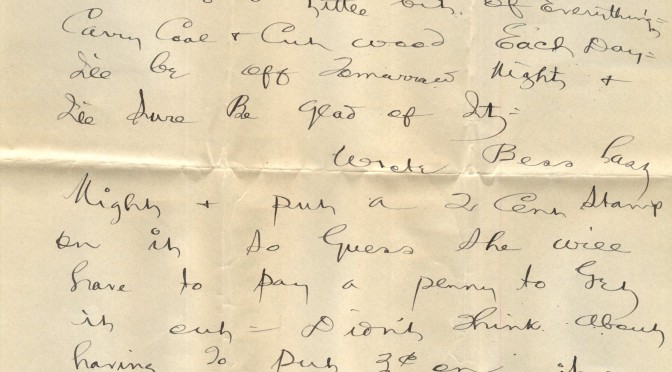 Little bit. Of Everything=
Carry Coal + Cut wood Each Day=
I'll be off Tomorrow Night +
I'll Sure Be Glad of It=
Wrote Bess Last
Night + put a 2 Cent Stamp
on it so Guess She will
have to pay a penny to Get
it out = Didn't Think About
having To put 3¢ on it